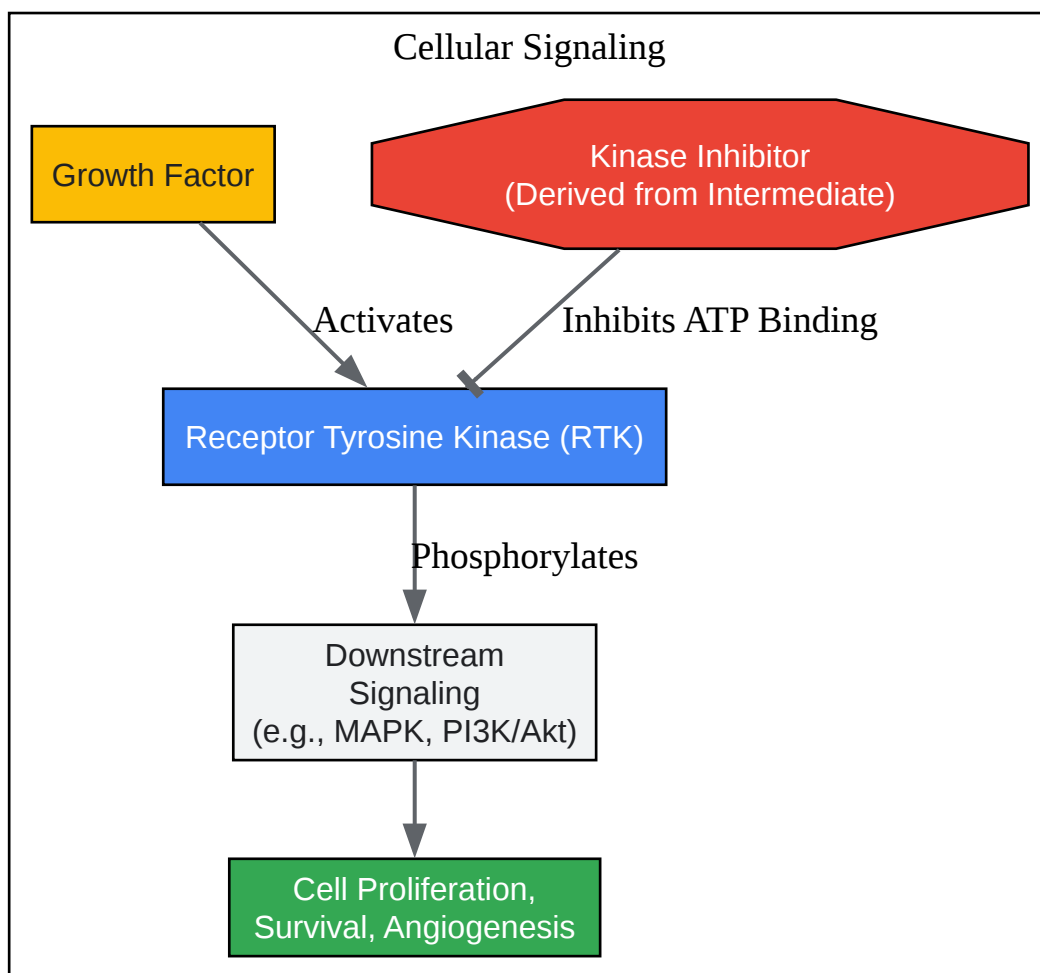 Cellular Signaling
Growth Factor
Kinase Inhibitor
(Derived from Intermediate)
Activates
Inhibits ATP Binding
Receptor Tyrosine Kinase (RTK)
Phosphorylates
Downstream
Signaling
(e.g., MAPK, PI3K/Akt)
Cell Proliferation,
Survival, Angiogenesis